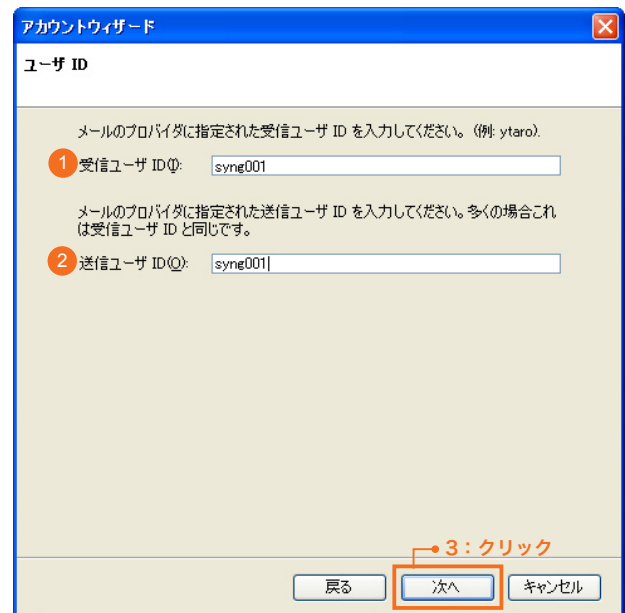 アカウントウィザード
ユーザ ID
メールのプロバイダに指定された受信ユーザ ID を入力してください。(例: ytaro).
1 受信ユーザ ID(I): syng001
メールのプロバイダに指定された送信ユーザ ID を入力してください。多くの場合これ
は受信ユーザ ID と同じです。
2 送信ユーザ ID(O): syng001
3：クリック
戻る 次へ キャンセル